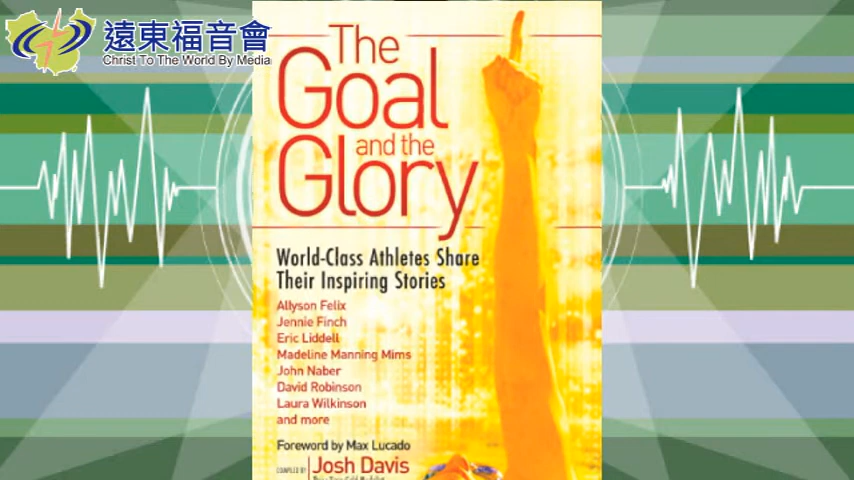 遠東福音會
Christ To The World By Media
The
Goal
and the
Glory
World-Class Athletes Share
Their Inspiring Stories
Allyson Felix
Jennie Finch
Eric Liddell
Madeline Manning Mims
John Naber
David Robinson
Laura Wilkinson
and more
Foreword by Max Lucado
COMPILED BY Josh Davis